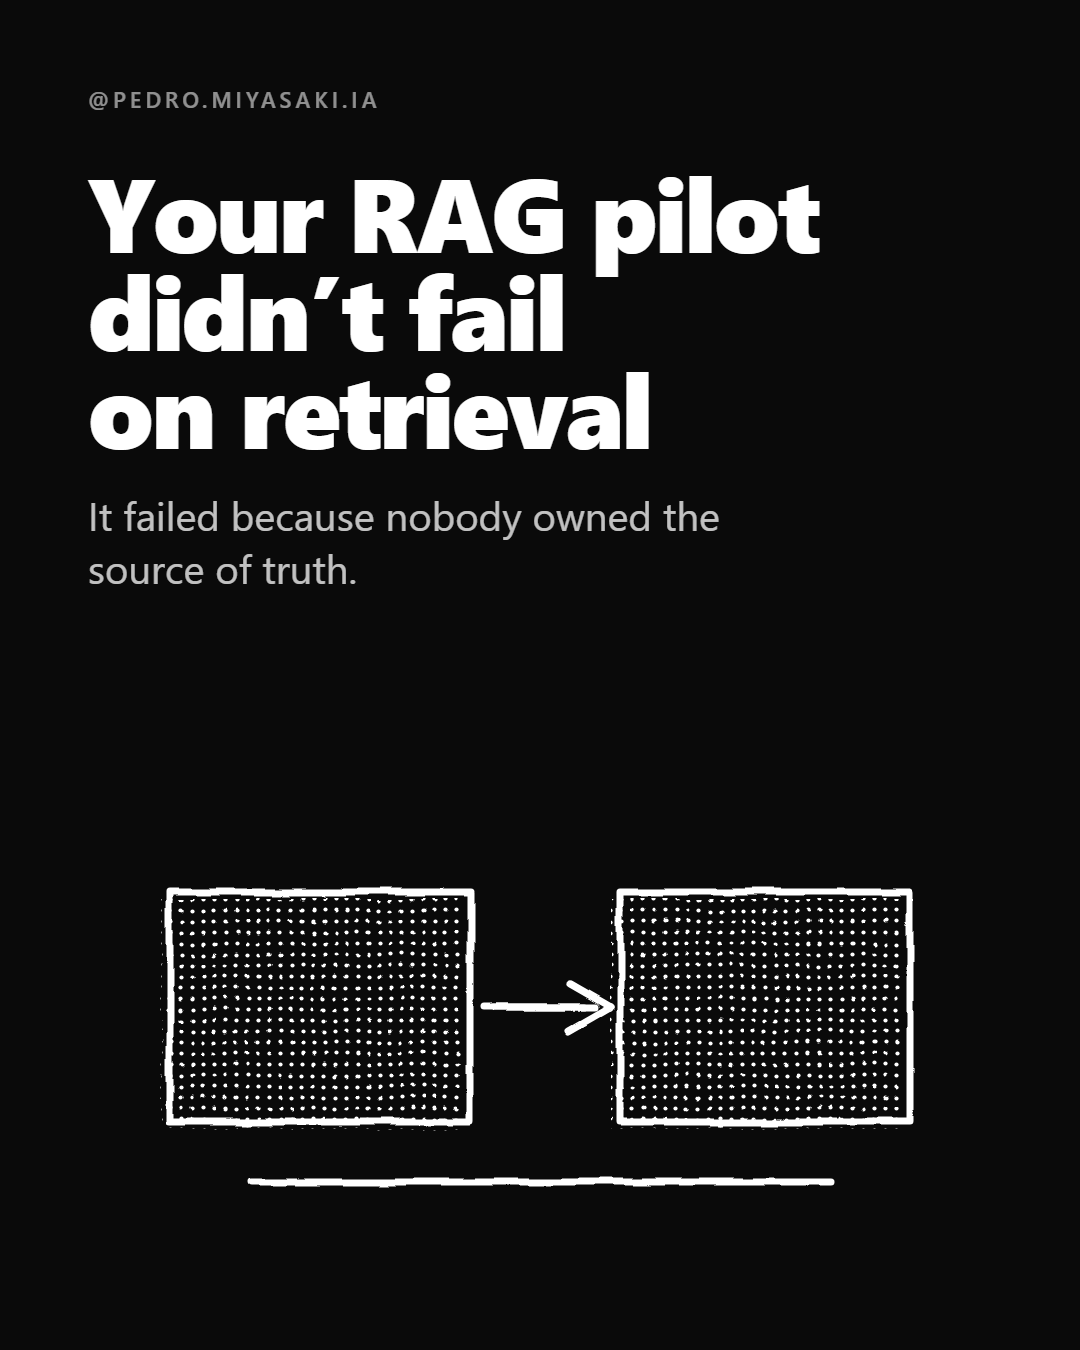 @PEDRO.MIYASAKI.IA
Your RAG pilot
didn’t fail
on retrieval
It failed because nobody owned the
source of truth.